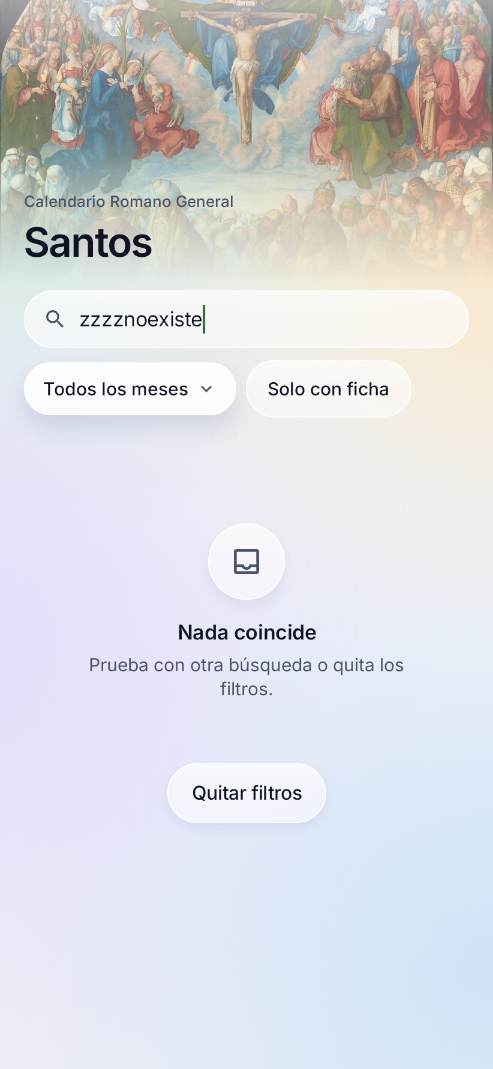 Calendario Romano General
Santos
zzzznoexiste
Todos los meses
Solo con ficha
Nada coincide
Prueba con otra búsqueda o quita los
filtros.
Quitar filtros